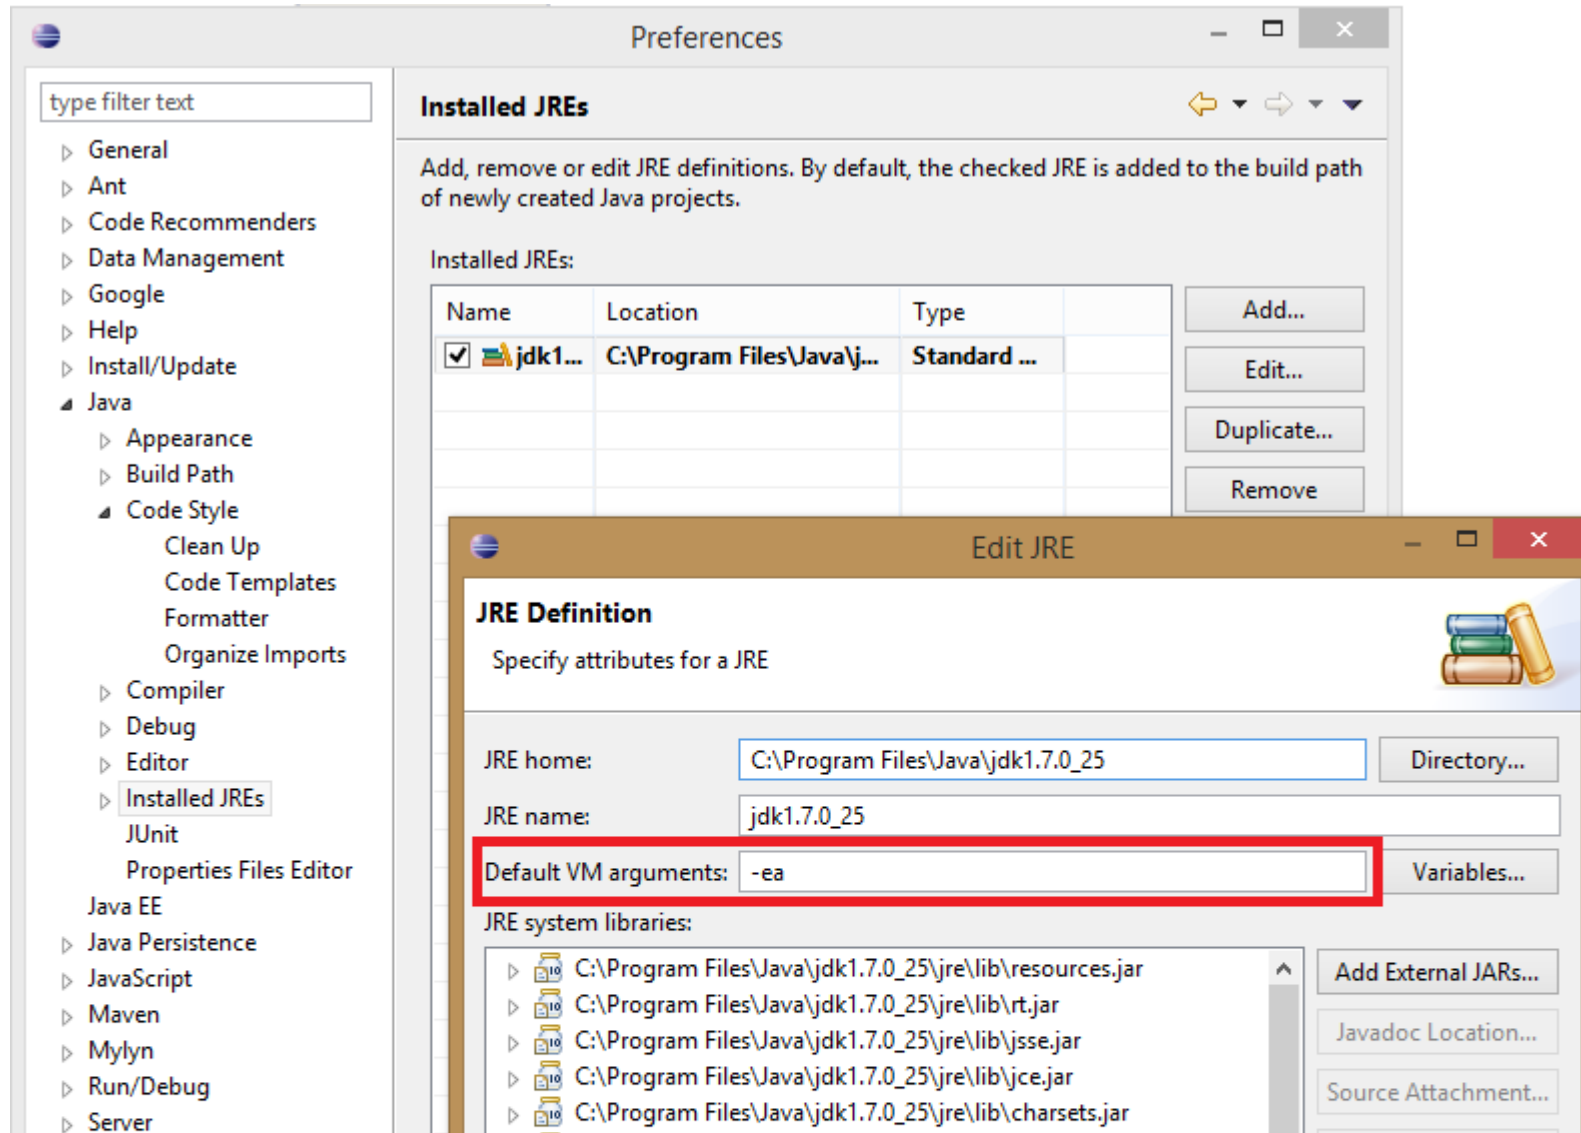 Preferences
type filter text
General
Ant
Code Recommenders
Data Management
Google
Help
Install/Update
Java
Appearance
Build Path
Code Style
Clean Up
Code Templates
Formatter
Organize Imports
Compiler
Debug
Editor
Installed JREs
JUnit
Properties Files Editor
Java EE
Java Persistence
JavaScript
Maven
Mylyn
Run/Debug
Server
Installed JREs
Add, remove or edit JRE definitions. By default, the checked JRE is added to the build path
of newly created Java projects.
Installed JREs:
Name Location Type
jdk1... C:\Program Files\Java\j... Standard ...
Add...
Edit...
Duplicate...
Remove
Edit JRE
JRE Definition
Specify attributes for a JRE
JRE home: C:\Program Files\Java\jdk1.7.0_25 Directory...
JRE name: jdk1.7.0_25
Default VM arguments: -ea Variables...
JRE system libraries:
C:\Program Files\Java\jdk1.7.0_25\jre\lib\resources.jar
C:\Program Files\Java\jdk1.7.0_25\jre\lib\rt.jar
C:\Program Files\Java\jdk1.7.0_25\jre\lib\jsse.jar
C:\Program Files\Java\jdk1.7.0_25\jre\lib\jce.jar
C:\Program Files\Java\jdk1.7.0_25\jre\lib\charsets.jar
Add External JARs...
Javadoc Location...
Source Attachment...